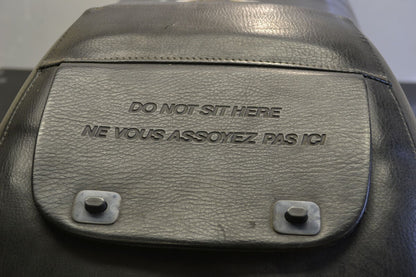 DO NOT SIT HERE
NE VOUS ASSOYEZ PAS ICI